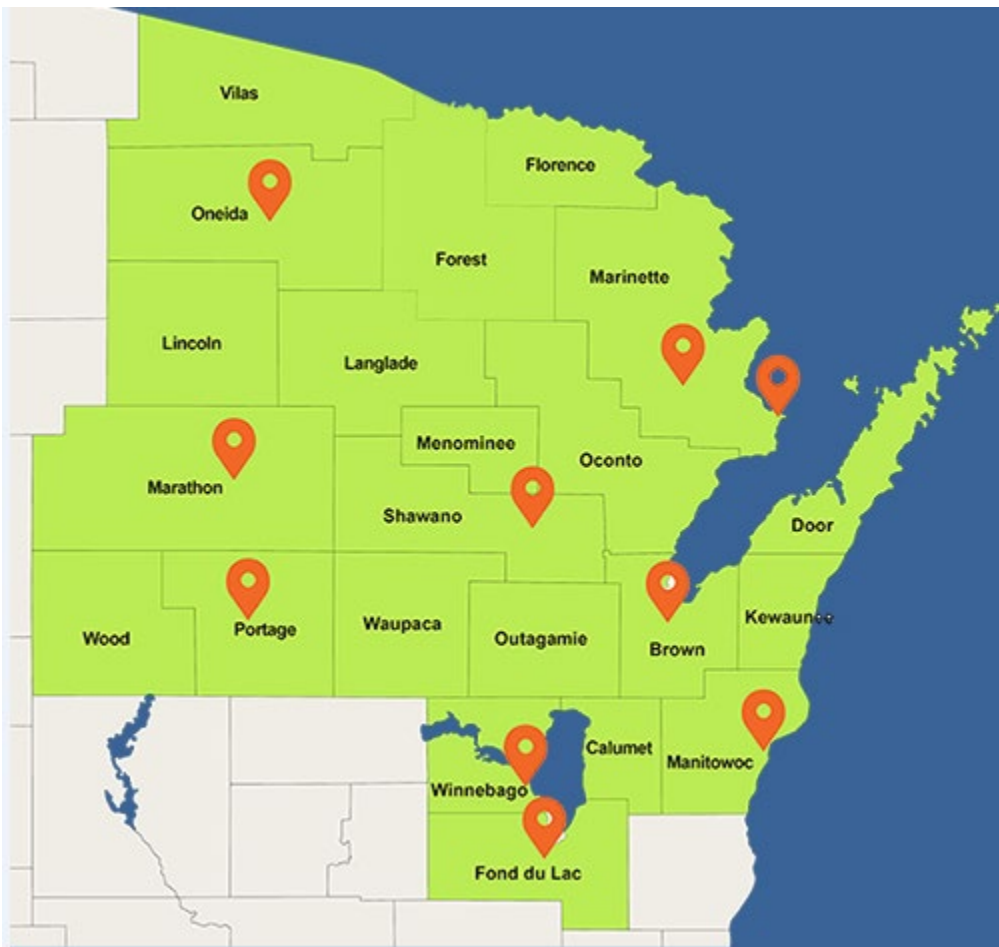 Vilas
Florence
Oneida
Forest
Marinette
Lincoln
Langlade
Menominee
Oconto
Marathon
Shawano
Door
Kewaunee
Waupaca
Portage
Wood
Outagamie
Brown
Calumet
Manitowoc
Winnebago
Fond du Lac